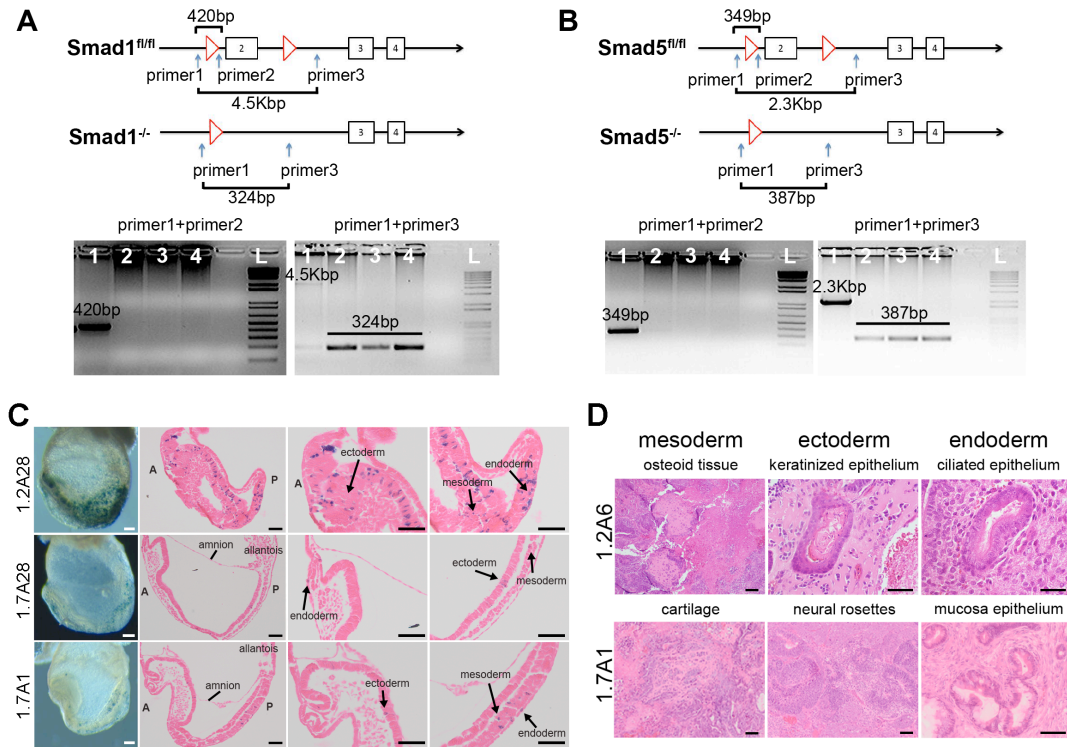 A
420bp
Smad1fl/fl
2
3
4
primer1
primer2
primer3
4.5Kbp
Smad1-/-
3
4
primer1
primer3
324bp
primer1+primer2
primer1+primer3
1 2 3 4 L
420bp
1 2 3 4 L
4.5Kbp
324bp
B
349bp
Smad5fl/fl
2
3
4
primer1
primer2
primer3
2.3Kbp
Smad5-/-
3
4
primer1
primer3
387bp
primer1+primer2
primer1+primer3
1 2 3 4 L
349bp
1 2 3 4 L
2.3Kbp
387bp
C
1.2A28
A
P
A
ectoderm
endoderm
mesoderm
P
1.7A28
amnion
allantois
A
P
endoderm
ectoderm
mesoderm
1.7A1
allantois
amnion
A
P
ectoderm
mesoderm
endoderm
D
mesoderm
ectoderm
endoderm
osteoid tissue
keratinized epithelium
ciliated epithelium
1.2A6
cartilage
neural rosettes
mucosa epithelium
1.7A1